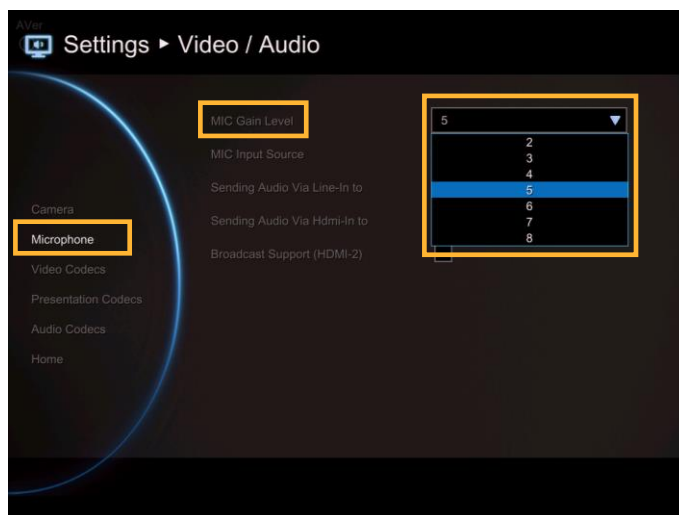 AVer
Settings ► Video / Audio
MIC Gain Level
5 ▼
MIC Input Source
2
3
4
5
6
7
8
Sending Audio Via Line-In to
Sending Audio Via Hdmi-In to
Broadcast Support (HDMI-2)
Camera
Microphone
Video Codecs
Presentation Codecs
Audio Codecs
Home